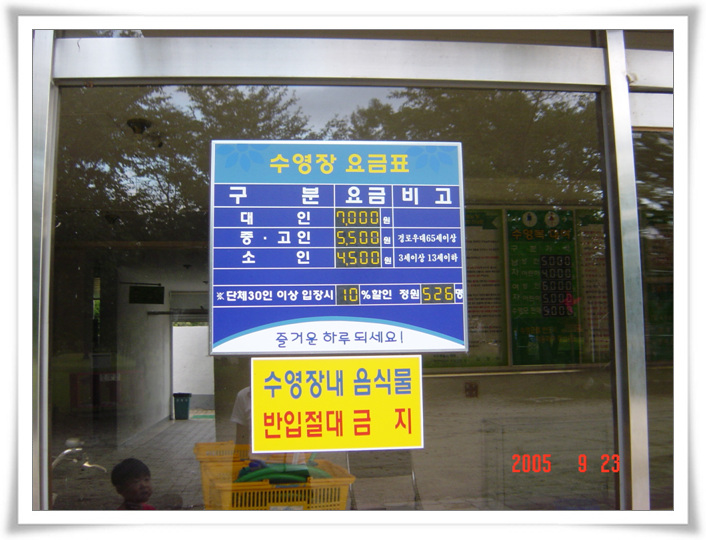 수영장 요금표
구 분 요금 비고
대 인 7,000 원
중 · 고인 5,500 원 경로우대65세이상
소 인 4,500 원 3세이상 13세이하
※ 단체30인 이상 입장시 10 %할인 정원 526 명
즐거운 하루 되세요!
수영장내 음식물
반입절대 금 지
2005 9 23